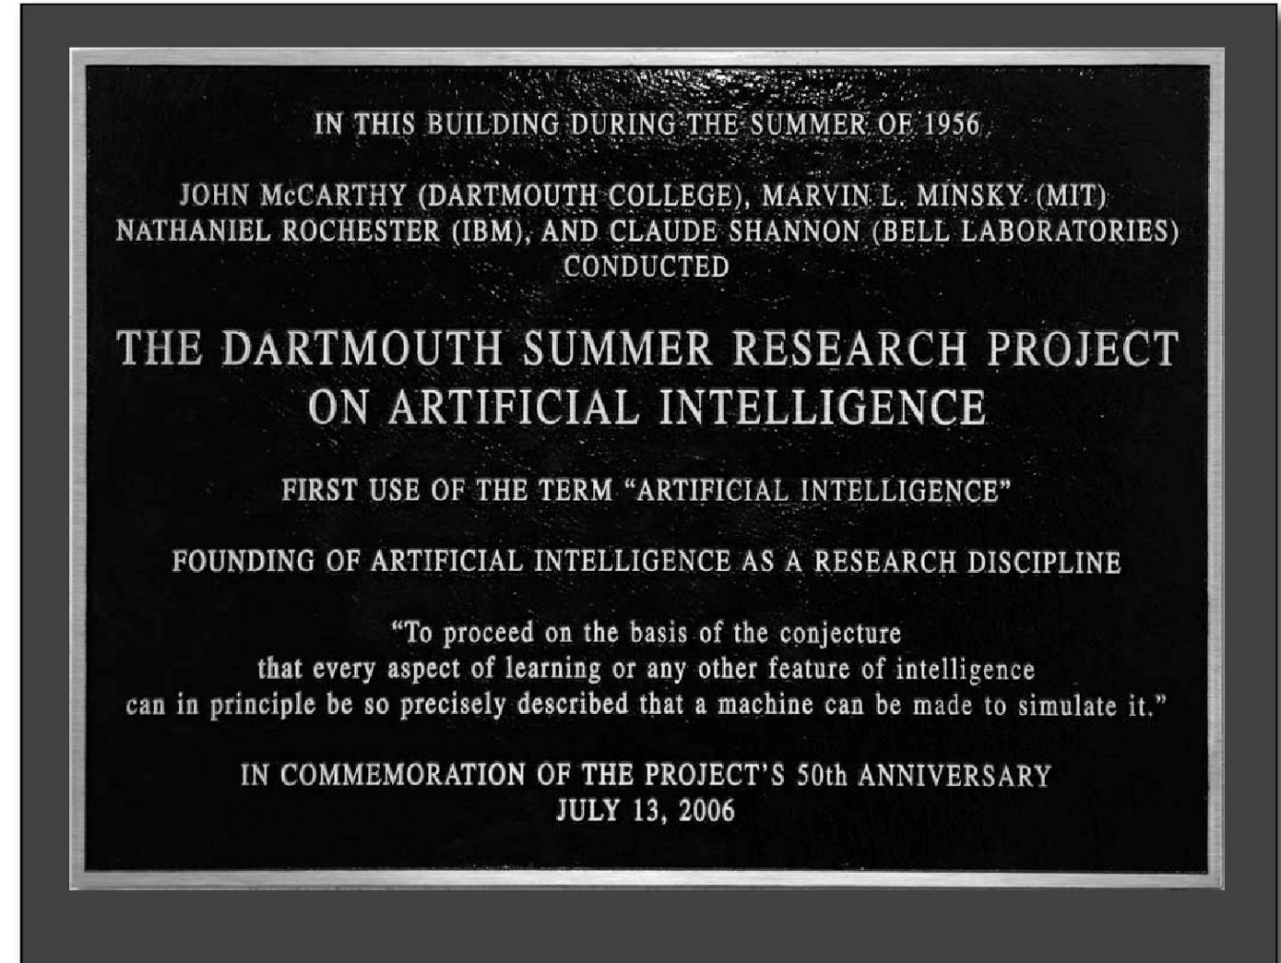 IN THIS BUILDING DURING THE SUMMER OF 1956
JOHN McCARTHY (DARTMOUTH COLLEGE), MARVIN L. MINSKY (MIT)
NATHANIEL ROCHESTER (IBM), AND CLAUDE SHANNON (BELL LABORATORIES)
CONDUCTED
THE DARTMOUTH SUMMER RESEARCH PROJECT
ON ARTIFICIAL INTELLIGENCE
FIRST USE OF THE TERM “ARTIFICIAL INTELLIGENCE”
FOUNDING OF ARTIFICIAL INTELLIGENCE AS A RESEARCH DISCIPLINE
“To proceed on the basis of the conjecture
that every aspect of learning or any other feature of intelligence
can in principle be so precisely described that a machine can be made to simulate it.”
IN COMMEMORATION OF THE PROJECT'S 50th ANNIVERSARY
JULY 13, 2006